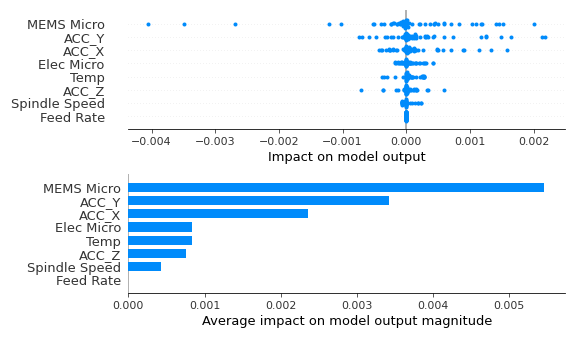 MEMS Micro
ACC_Y
ACC_X
Elec Micro
Temp
ACC_Z
Spindle Speed
Feed Rate
−0.004 −0.003 −0.002 −0.001 0.000 0.001 0.002
Impact on model output
MEMS Micro
ACC_Y
ACC_X
Elec Micro
Temp
ACC_Z
Spindle Speed
Feed Rate
0.000 0.001 0.002 0.003 0.004 0.005
Average impact on model output magnitude